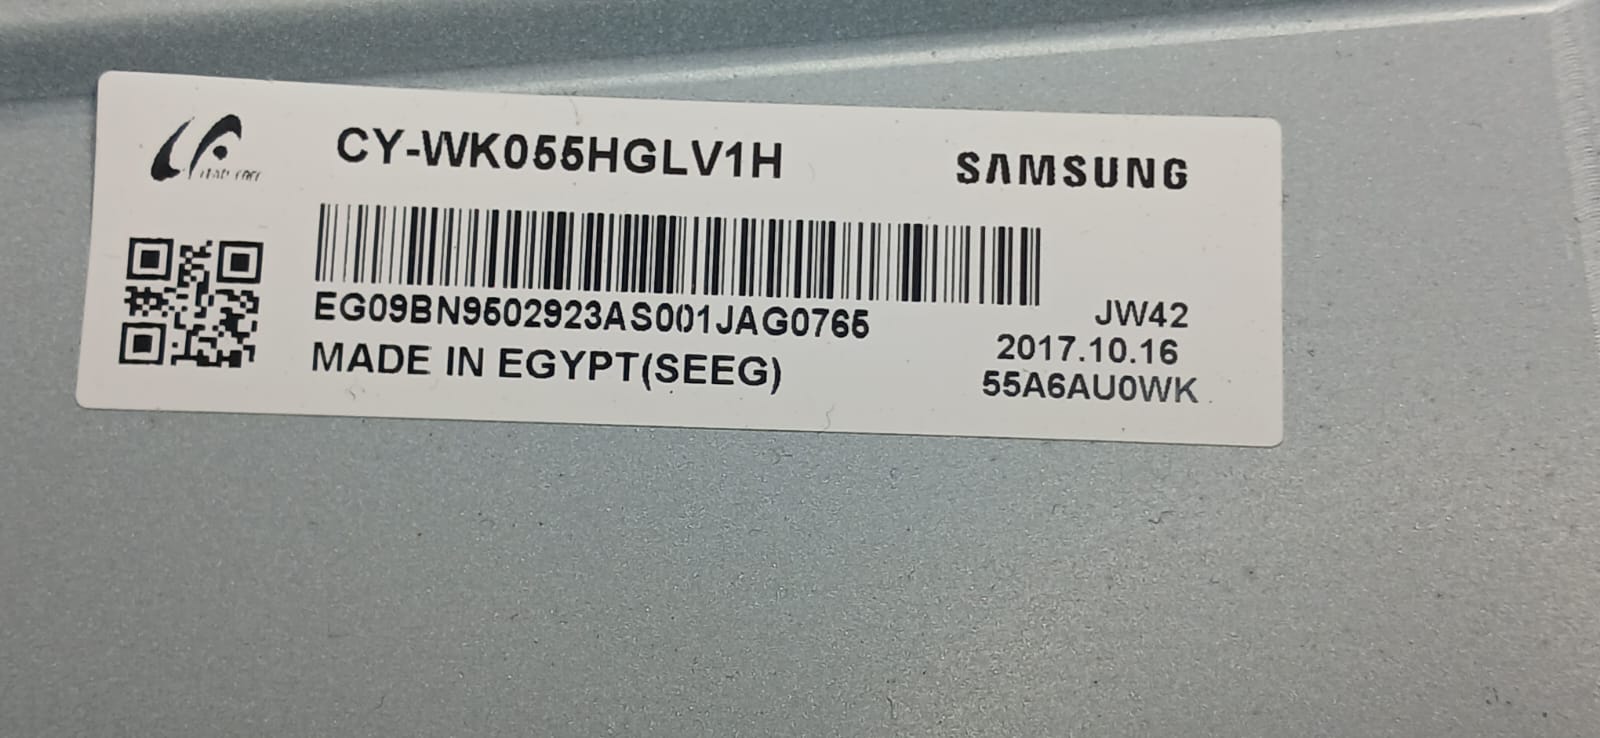 CY-WK055HGLV1H
SAMSUNG
EG09BN9502923AS001JAG0765
MADE IN EGYPT(SEEG)
JW42
2017.10.16
55A6AU0WK